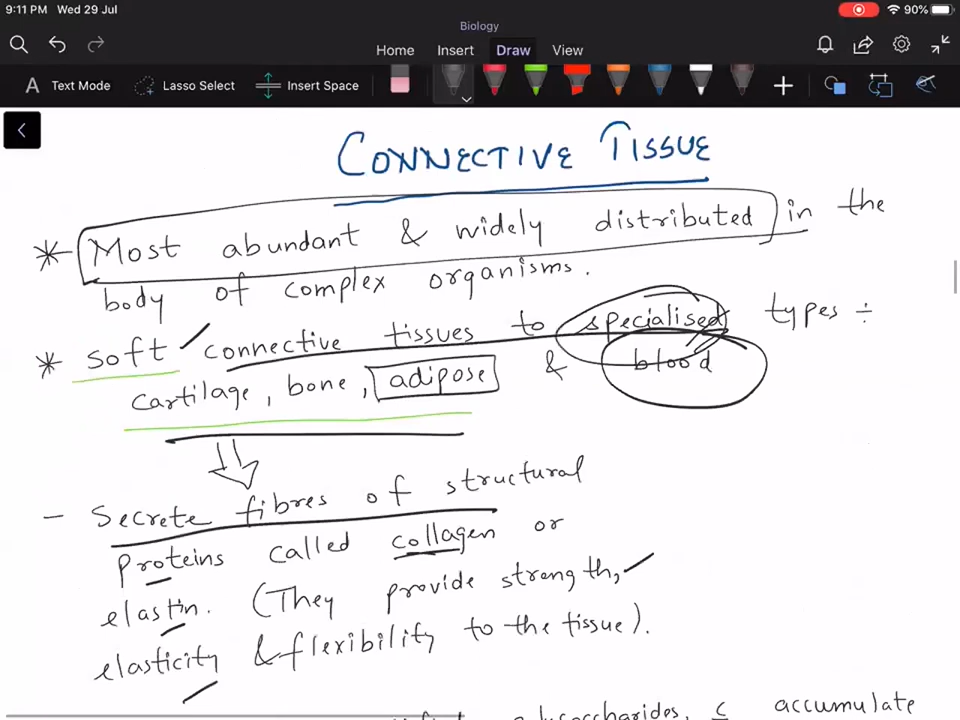 9:11 PM Wed 29 Jul
90%
Biology
Home Insert Draw View
A Text Mode Lasso Select Insert Space
CONNECTIVE TISSUE
* Most abundant & widely distributed in the
body of complex organisms.
* Soft connective tissues to specialised types ÷
cartilage, bone, adipose & blood
- Secrete fibres of structural
proteins called collagen or
elastin. (They provide strength,
elasticity & flexibility to the tissue).
accumulate